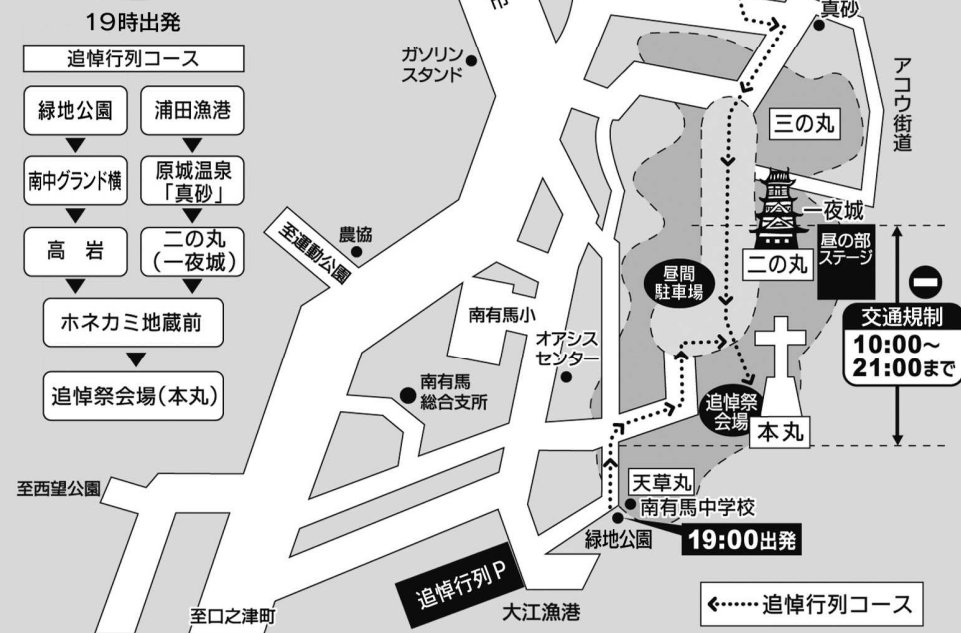 19時出発
追悼行列コース
緑地公園
南中グランド横
高 岩
浦田漁港
原城温泉
「真砂」
二の丸
(一夜城)
ホネカミ地蔵前
追悼祭会場(本丸)
真砂
ガソリン
スタンド
アコウ街道
三の丸
一夜城
二の丸
昼の部
ステージ
至運動公園
農協
昼間
駐車場
交通規制
10:00〜
21:00まで
南有馬小
オアシス
センター
南有馬
総合支所
追悼祭
会場
本丸
至西望公園
天草丸
南有馬中学校
緑地公園
19:00出発
追悼行列P
大江漁港
至口之津町
追悼行列コース